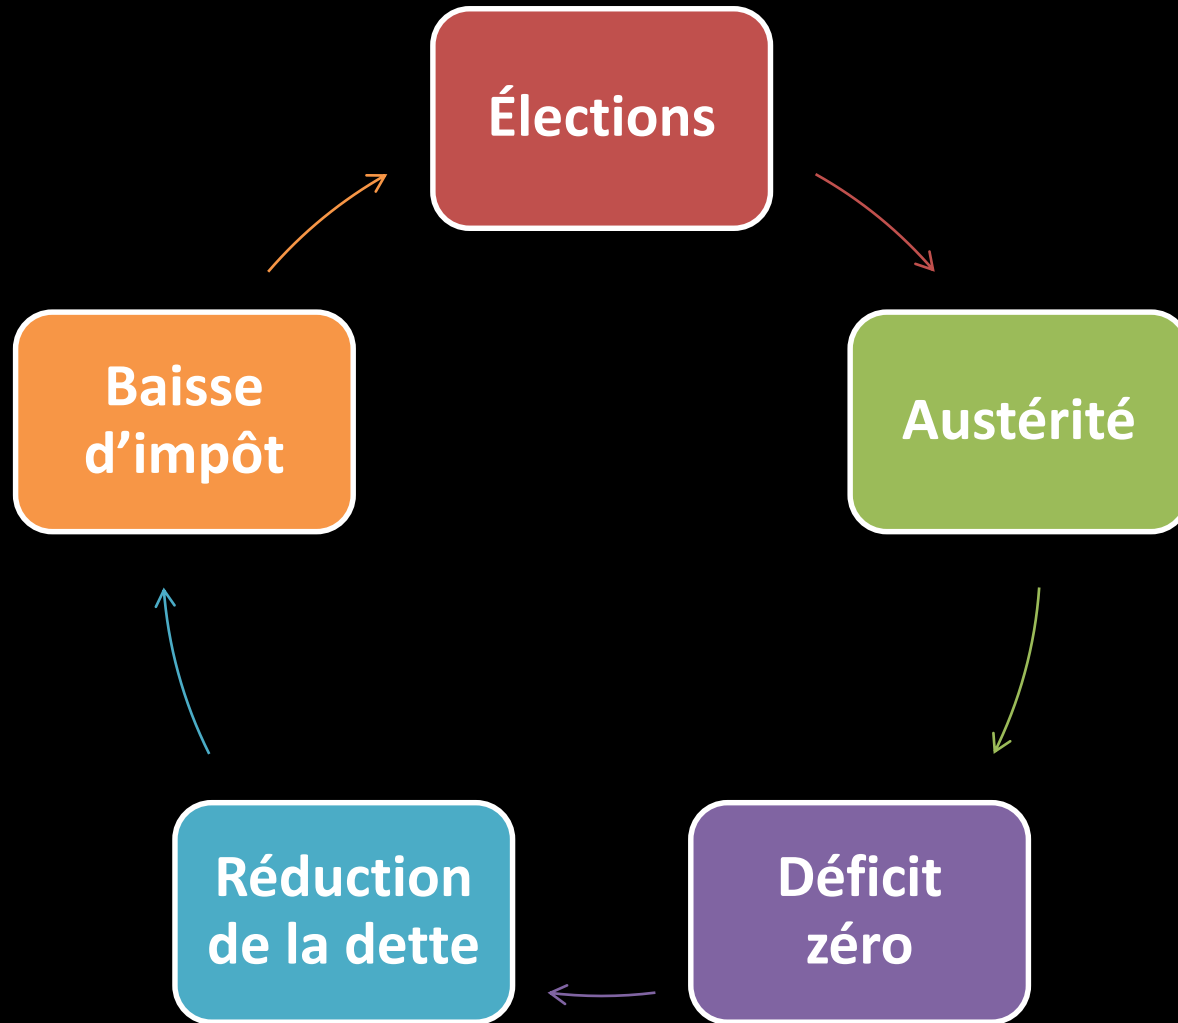 Élections
Austérité
Déficit
zéro
Réduction
de la dette
Baisse
d’impôt